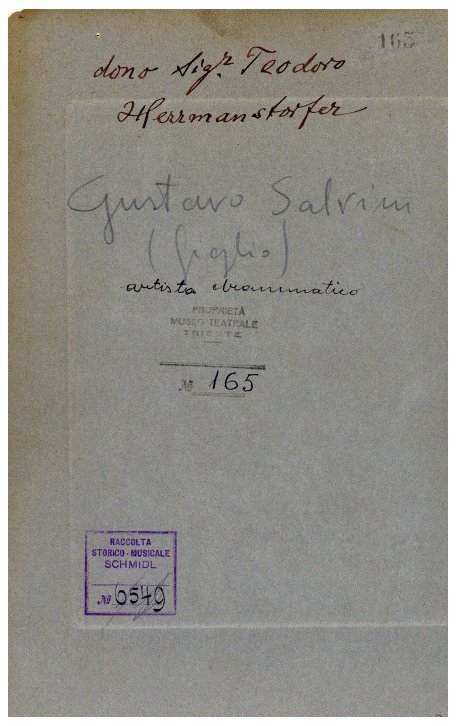 165
dono Sigr. Teodoro
Herrmanstorfer
Gustavo Salvini
(figlio)
artista drammatico
PROPRIETÀ
MUSEO TEATRALE
TRIESTE
№ 165
RACCOLTA
STORICO-MUSICALE
SCHMIDL
№ 6549